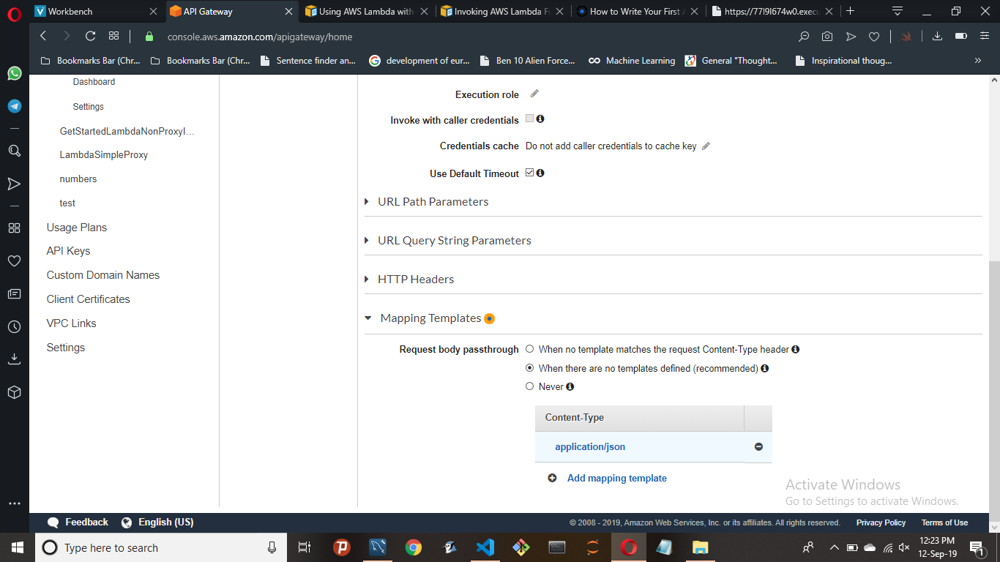 Workbench
API Gateway
Using AWS Lambda with
Invoking AWS Lambda Fu
How to Write Your First A
https://77l9l674w0.execu
console.aws.amazon.com/apigateway/home
Bookmarks Bar (Chr...
Bookmarks Bar (Chr...
Sentence finder an...
development of eur...
Ben 10 Alien Force...
Machine Learning
General "Thought...
Inspirational thoug...
Dashboard
Settings
GetStartedLambdaNonProxyI...
LambdaSimpleProxy
numbers
test
Usage Plans
API Keys
Custom Domain Names
Client Certificates
VPC Links
Settings
Execution role
Invoke with caller credentials
Credentials cache Do not add caller credentials to cache key
Use Default Timeout
URL Path Parameters
URL Query String Parameters
HTTP Headers
Mapping Templates
Request body passthrough When no template matches the request Content-Type header
When there are no templates defined (recommended)
Never
Content-Type
application/json
Add mapping template
Activate Windows
Go to Settings to activate Windows.
Feedback English (US)
© 2008 - 2019, Amazon Web Services, Inc. or its affiliates. All rights reserved. Privacy Policy Terms of Use
Type here to search
12:23 PM
12-Sep-19
1